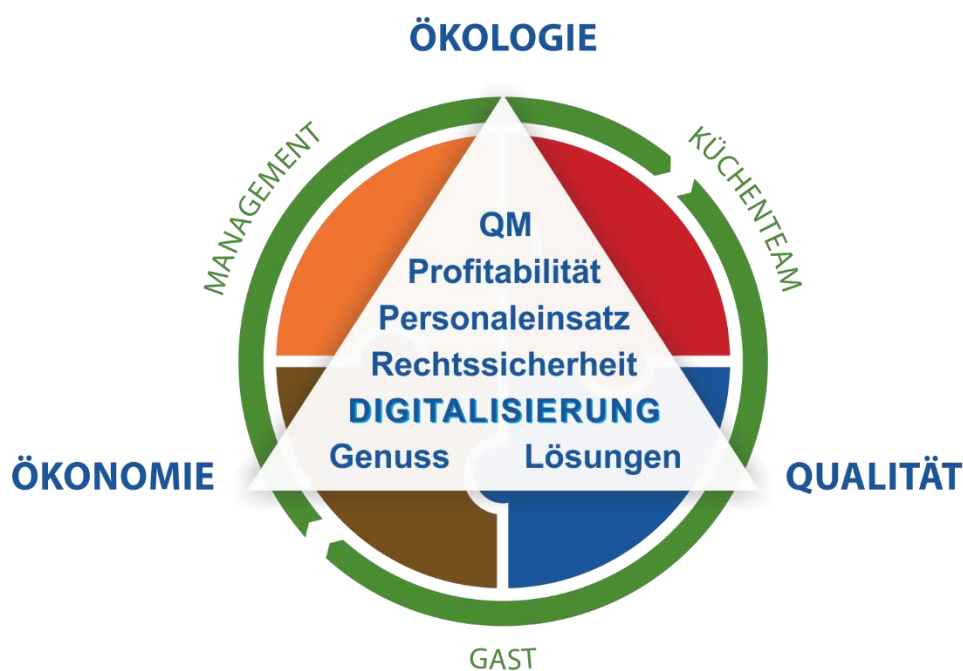 ÖKOLOGIE
MANAGEMENT
KÜCHENTEAM
QM
Profitabilität
Personaleinsatz
Rechtssicherheit
DIGITALISIERUNG
Genuss Lösungen
ÖKONOMIE
QUALITÄT
GAST